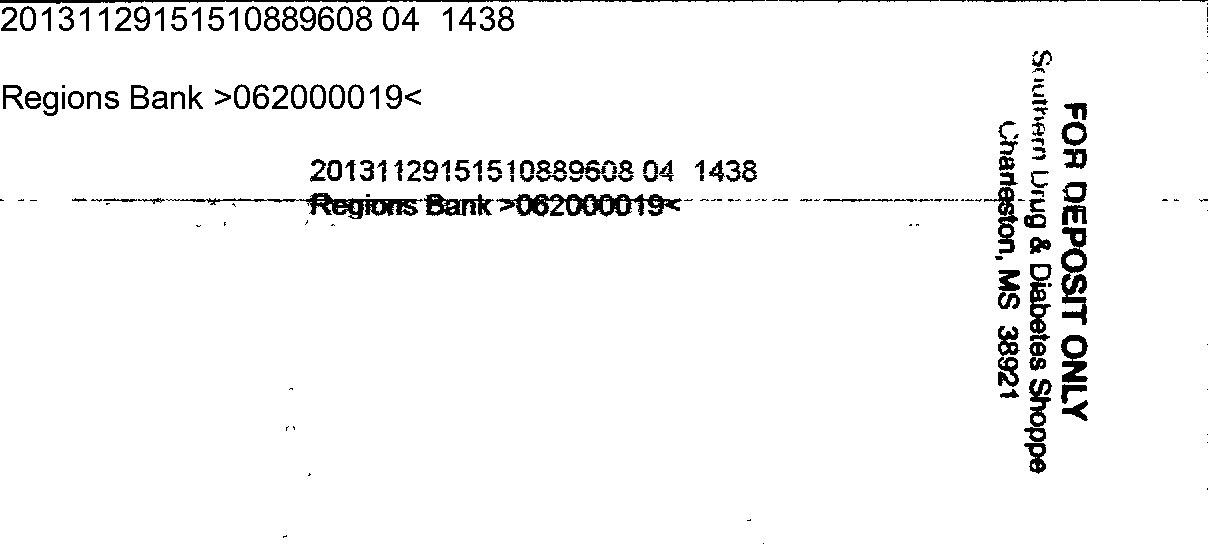 20131129151510889608 04 1438
Regions Bank >062000019<
20131129151510889608 04 1438
Regions Bank >062000019<
FOR DEPOSIT ONLY
Southern Drug & Diabetes Shoppe
Charleston, MS 38921